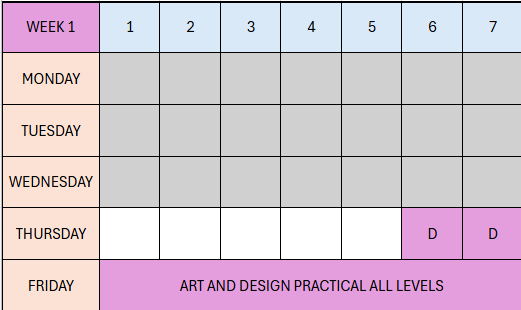 WEEK 1 1 2 3 4 5 6 7
MONDAY
TUESDAY
WEDNESDAY
THURSDAY D D
FRIDAY ART AND DESIGN PRACTICAL ALL LEVELS